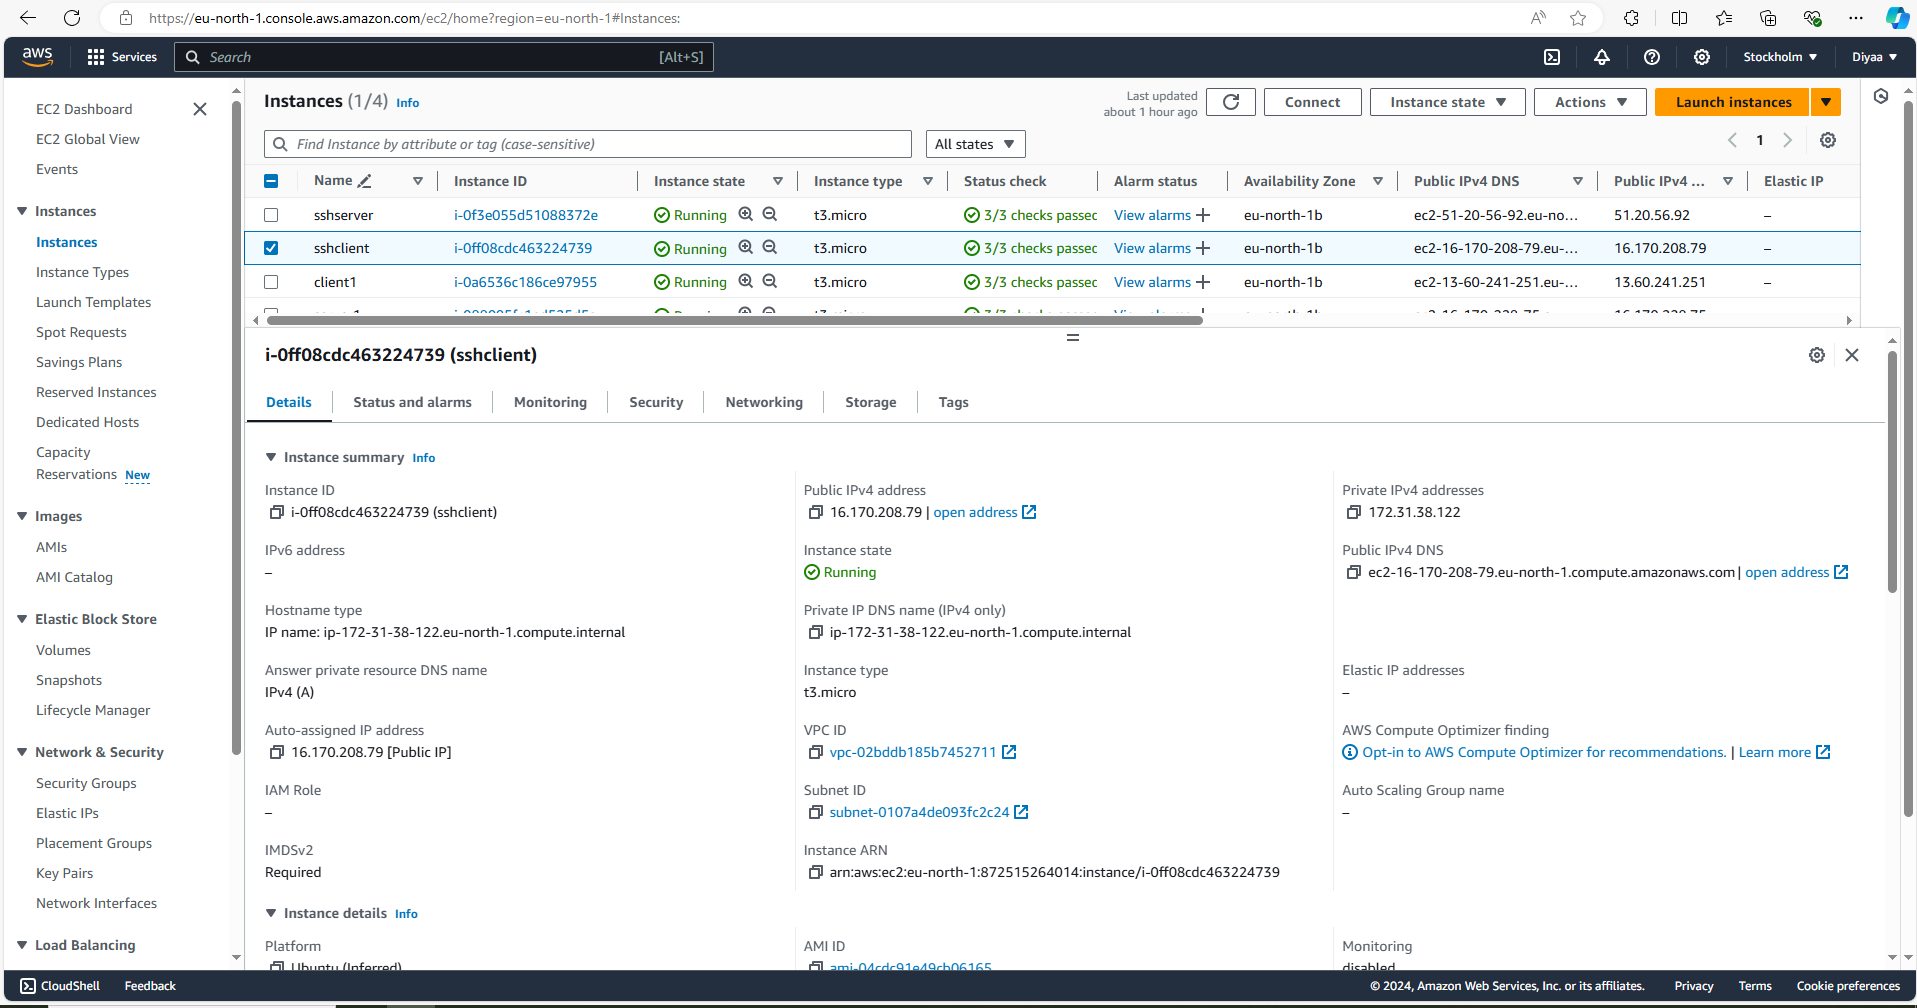 https://eu-north-1.console.aws.amazon.com/ec2/home?region=eu-north-1#Instances:
aws Services Search [Alt+S] Stockholm Diyaa
EC2 Dashboard
EC2 Global View
Events
Instances
Instances
Instance Types
Launch Templates
Spot Requests
Savings Plans
Reserved Instances
Dedicated Hosts
Capacity
Reservations New
Images
AMIs
AMI Catalog
Elastic Block Store
Volumes
Snapshots
Lifecycle Manager
Network & Security
Security Groups
Elastic IPs
Placement Groups
Key Pairs
Network Interfaces
Load Balancing
Instances (1/4) Info
Last updated
about 1 hour ago
Connect Instance state Actions Launch instances
Find Instance by attribute or tag (case-sensitive) All states 1
Name Instance ID Instance state Instance type Status check Alarm status Availability Zone Public IPv4 DNS Public IPv4 ... Elastic IP
sshserver i-0f3e055d51088372e Running t3.micro 3/3 checks passec View alarms + eu-north-1b ec2-51-20-56-92.eu-no... 51.20.56.92 –
sshclient i-0ff08cdc463224739 Running t3.micro 3/3 checks passec View alarms + eu-north-1b ec2-16-170-208-79.eu-... 16.170.208.79 –
client1 i-0a6536c186ce97955 Running t3.micro 3/3 checks passec View alarms + eu-north-1b ec2-13-60-241-251.eu-... 13.60.241.251 –
i-0ff08cdc463224739 (sshclient)
Details Status and alarms Monitoring Security Networking Storage Tags
Instance summary Info
Instance ID
i-0ff08cdc463224739 (sshclient)
Public IPv4 address
16.170.208.79 | open address
Private IPv4 addresses
172.31.38.122
IPv6 address
–
Instance state
Running
Public IPv4 DNS
ec2-16-170-208-79.eu-north-1.compute.amazonaws.com | open address
Hostname type
IP name: ip-172-31-38-122.eu-north-1.compute.internal
Private IP DNS name (IPv4 only)
ip-172-31-38-122.eu-north-1.compute.internal
Answer private resource DNS name
IPv4 (A)
Instance type
t3.micro
Elastic IP addresses
–
Auto-assigned IP address
16.170.208.79 [Public IP]
VPC ID
vpc-02bddb185b7452711
AWS Compute Optimizer finding
Opt-in to AWS Compute Optimizer for recommendations. | Learn more
IAM Role
–
Subnet ID
subnet-0107a4de093fc2c24
Auto Scaling Group name
–
IMDSv2
Required
Instance ARN
arn:aws:ec2:eu-north-1:872515264014:instance/i-0ff08cdc463224739
Instance details Info
Platform
Ubuntu (Inferred)
AMI ID
ami-04cdc91e49cb06165
Monitoring
disabled
CloudShell Feedback © 2024, Amazon Web Services, Inc. or its affiliates. Privacy Terms Cookie preferences